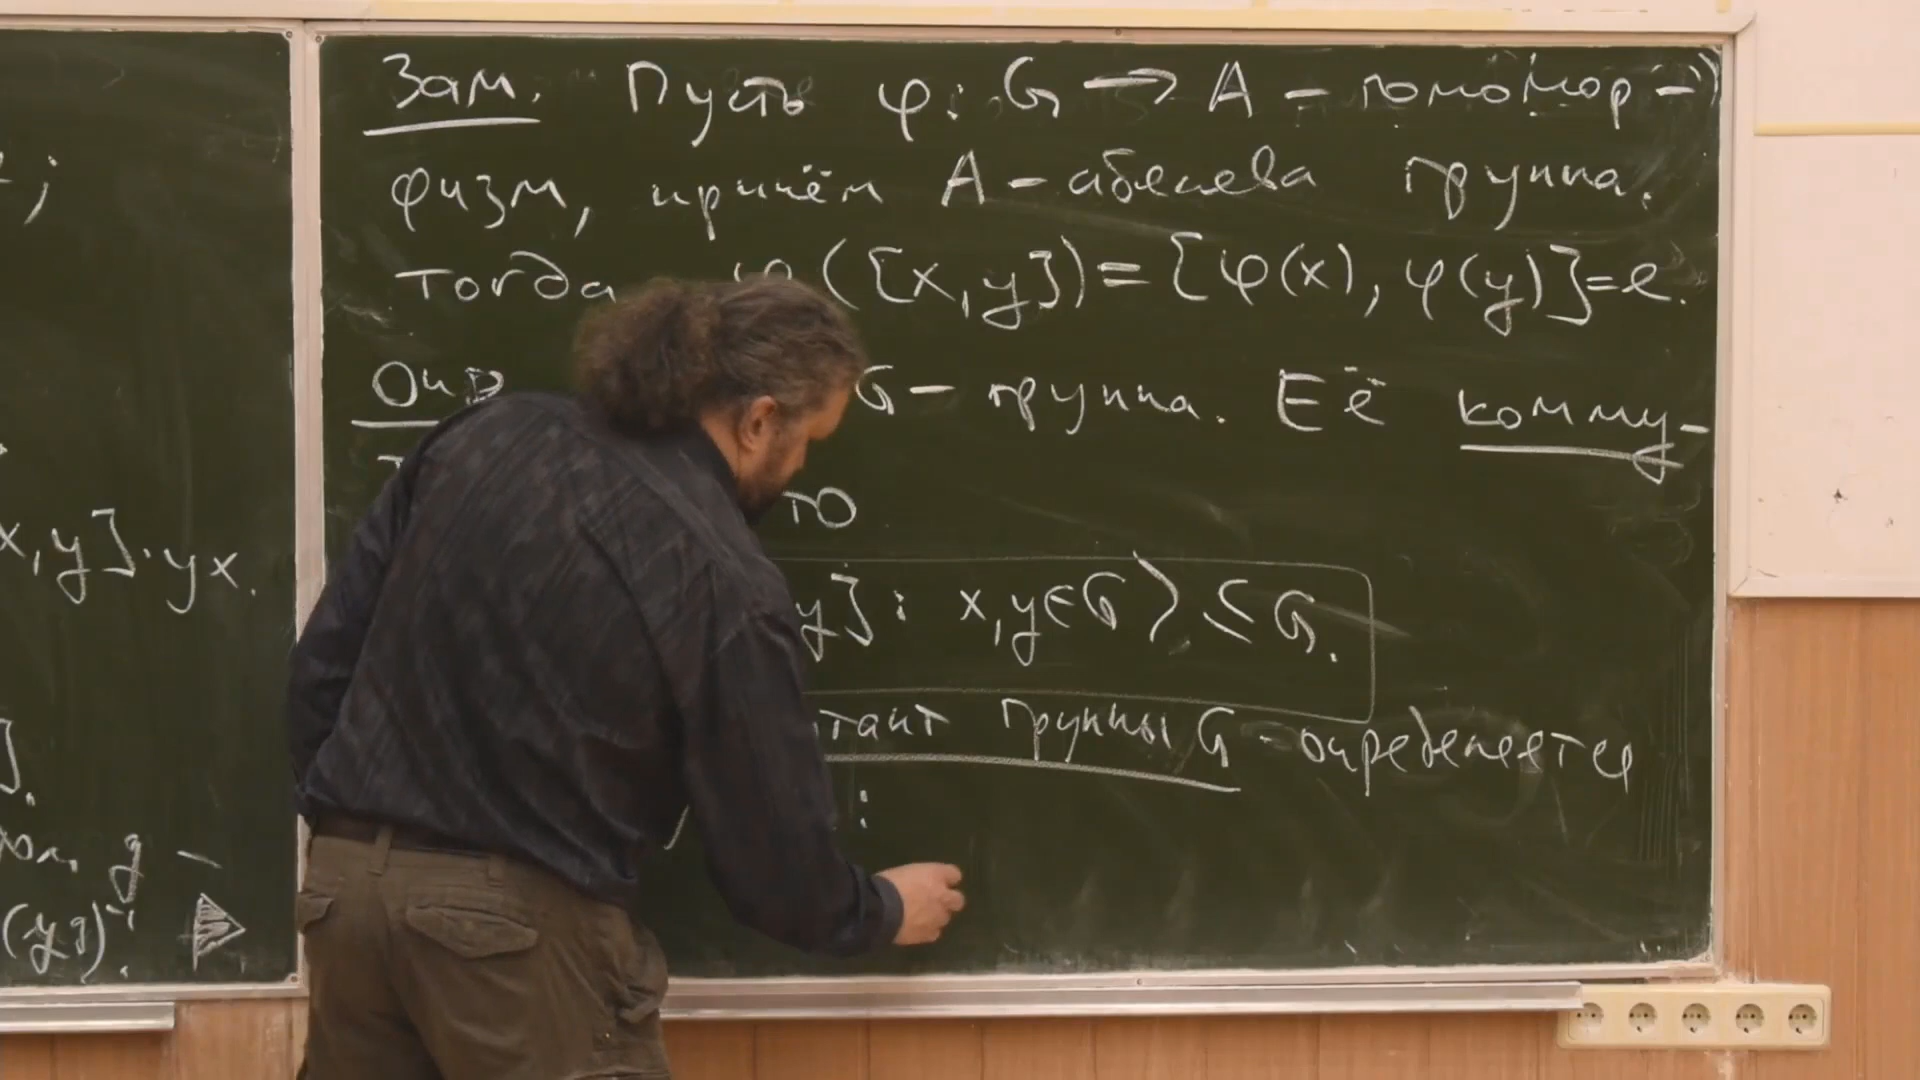 ;
x,y]·yx.
].
(yg)
Зам. Пусть φ: G → A – гомомор-
физм, причём A – абелева группа.
Тогда φ([x,y])=[φ(x), φ(y)]=e.
Опр G – группа. Её комму-
то
y]: x,y∈G⟩ ≤ G.
тант группы G – определяется
: